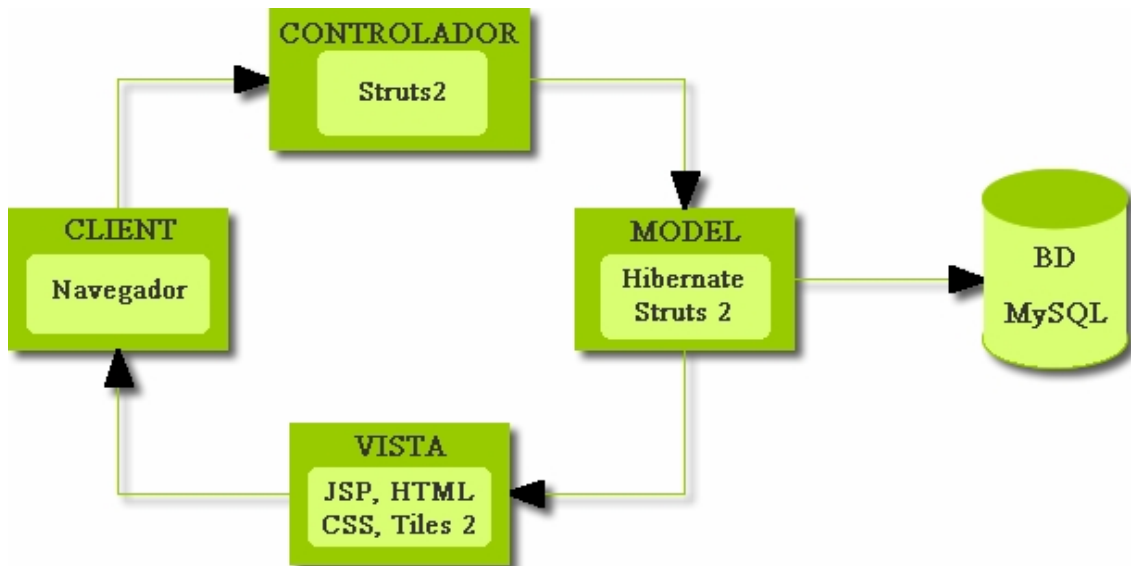 CONTROLADOR
Struts2
CLIENT
Navegador
MODEL
Hibernate
Struts 2
BD
MySQL
VISTA
JSP, HTML
CSS, Tiles 2